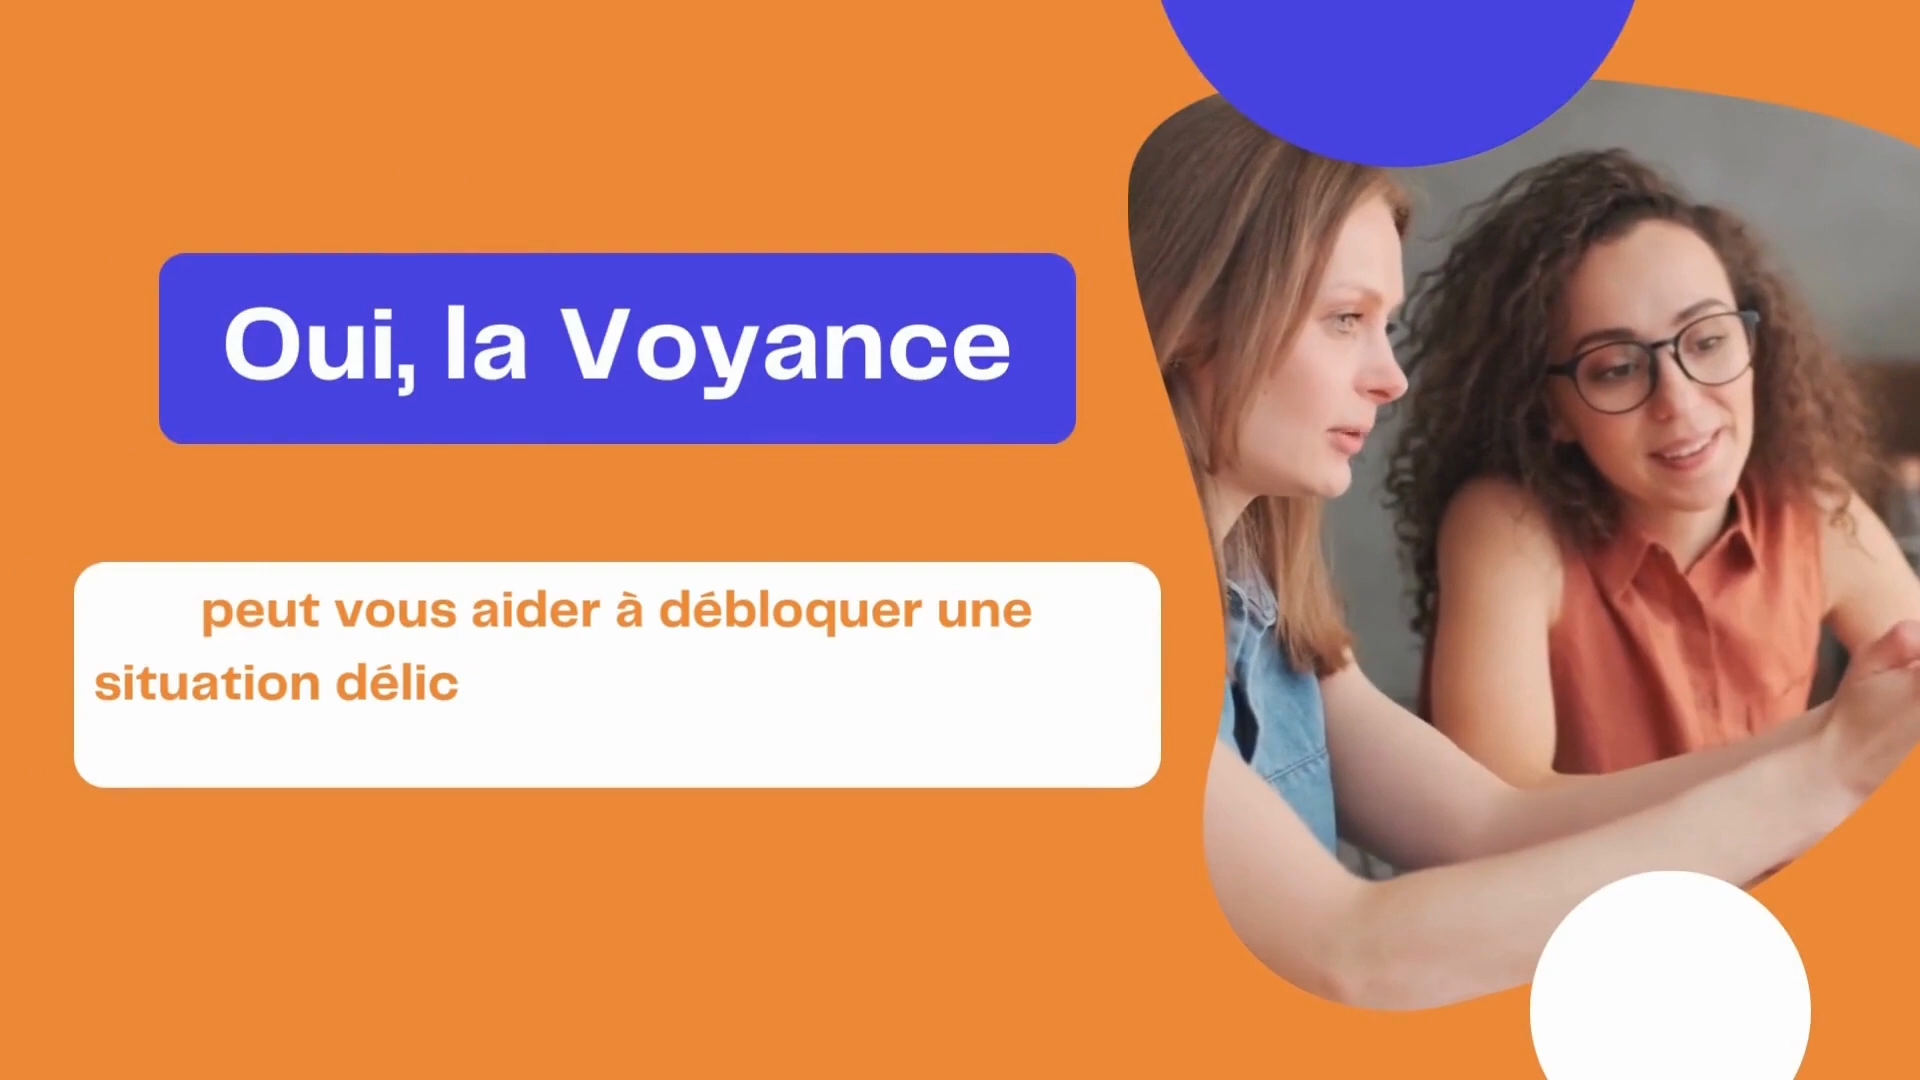 Oui, la Voyance
peut vous aider à débloquer une
situation délic